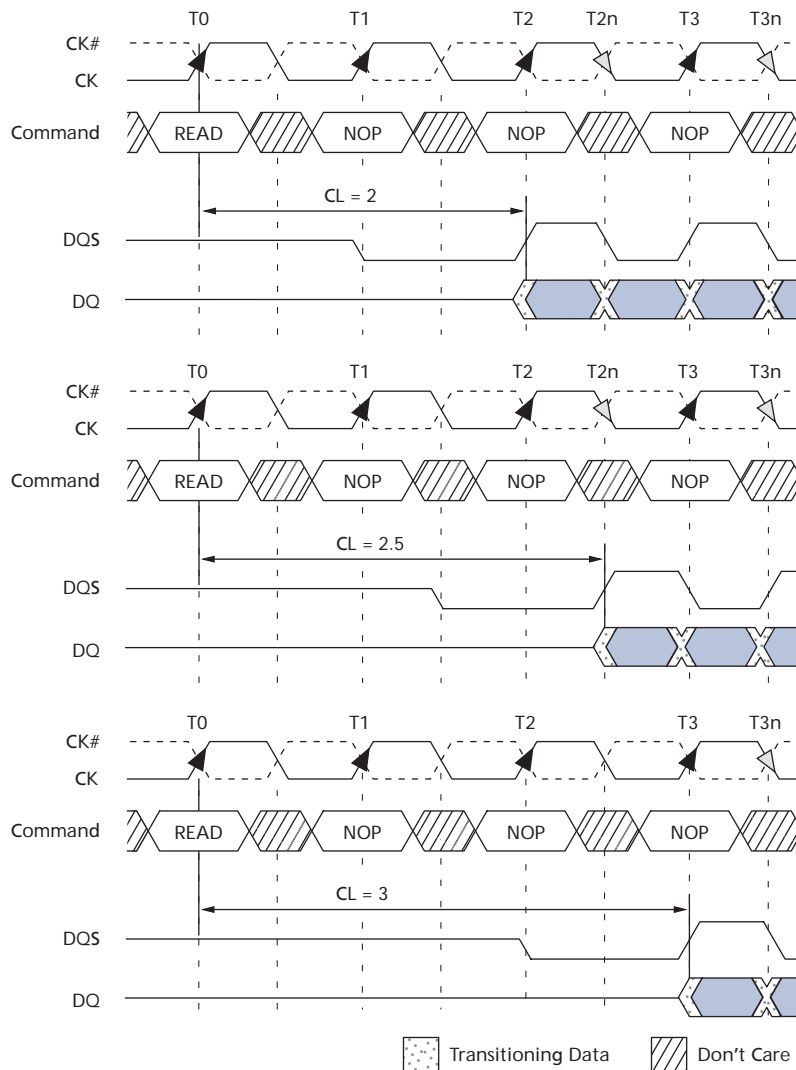 T0 T1 T2 T2n T3 T3n
CK#
CK
Command READ NOP NOP NOP
CL = 2
DQS
DQ
T0 T1 T2 T2n T3 T3n
CK#
CK
Command READ NOP NOP NOP
CL = 2.5
DQS
DQ
T0 T1 T2 T3 T3n
CK#
CK
Command READ NOP NOP NOP
CL = 3
DQS
DQ
Transitioning Data Don't Care